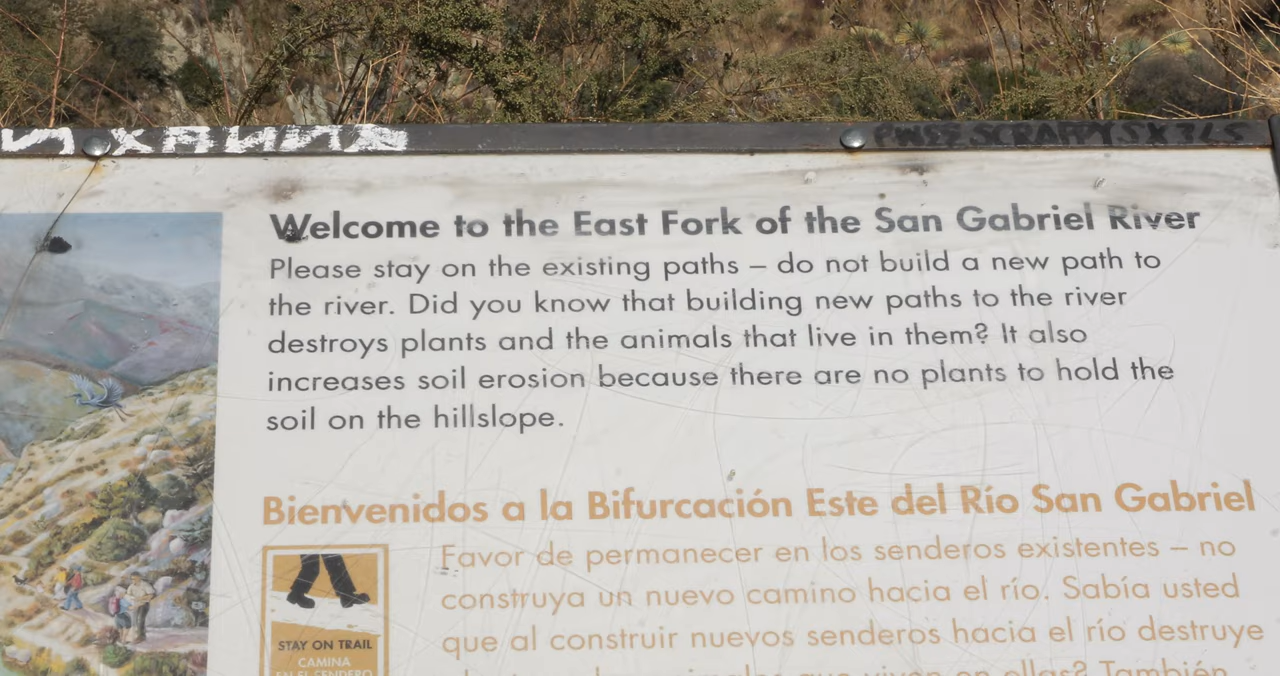 Welcome to the East Fork of the San Gabriel River
Please stay on the existing paths – do not build a new path to
the river. Did you know that building new paths to the river
destroys plants and the animals that live in them? It also
increases soil erosion because there are no plants to hold the
soil on the hillslope.
Bienvenidos a la Bifurcación Este del Río San Gabriel
Favor de permanecer en los senderos existentes – no
construya un nuevo camino hacia el río. Sabía usted
que al construir nuevos senderos hacia el río destruye
que viven en ellas? También
STAY ON TRAIL
CAMINA
EN EL SENDERO